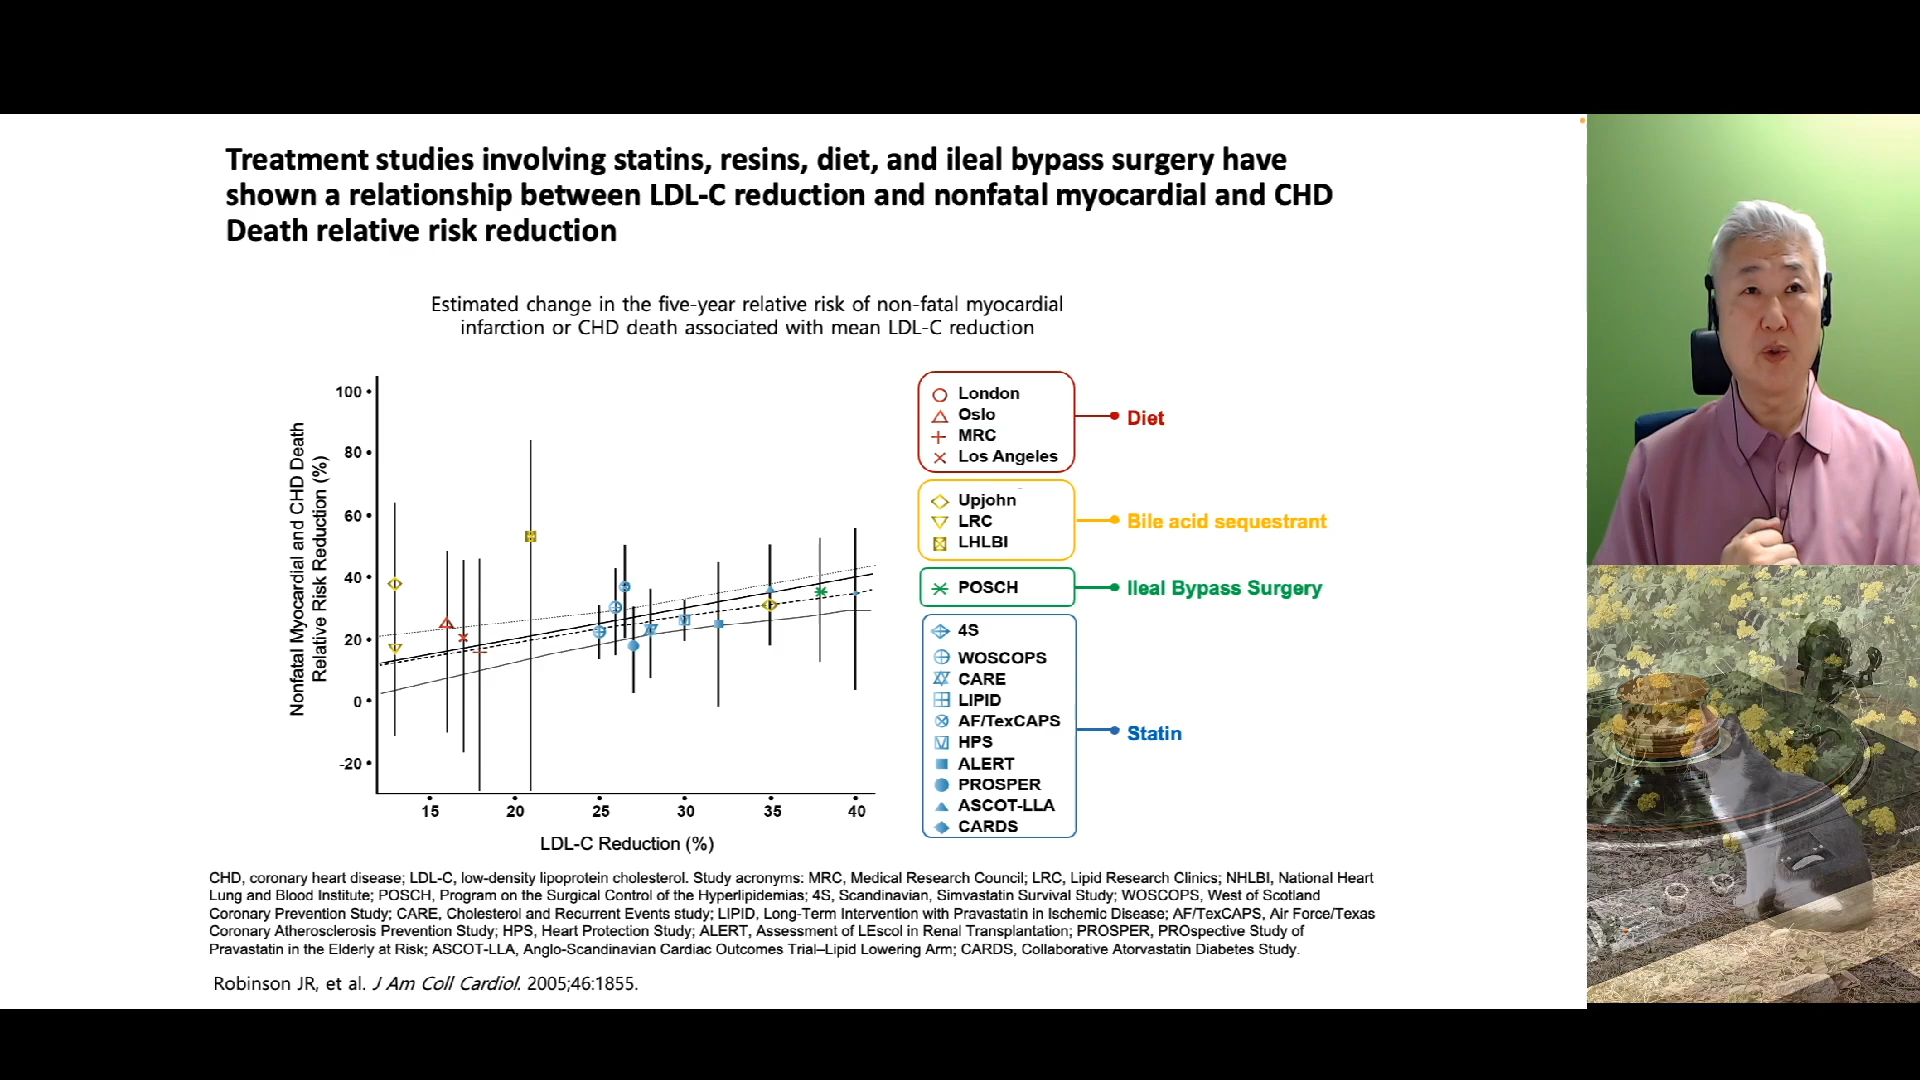 Treatment studies involving statins, resins, diet, and ileal bypass surgery have
shown a relationship between LDL-C reduction and nonfatal myocardial and CHD
Death relative risk reduction
Estimated change in the five-year relative risk of non-fatal myocardial
infarction or CHD death associated with mean LDL-C reduction
Nonfatal Myocardial and CHD Death
Relative Risk Reduction (%)
100
80
60
40
20
0
-20
15 20 25 30 35 40
LDL-C Reduction (%)
London
Oslo
MRC
Los Angeles
Diet
Upjohn
LRC
LHLBI
Bile acid sequestrant
POSCH
Ileal Bypass Surgery
4S
WOSCOPS
CARE
LIPID
AF/TexCAPS
HPS
ALERT
PROSPER
ASCOT-LLA
CARDS
Statin
CHD, coronary heart disease; LDL-C, low-density lipoprotein cholesterol. Study acronyms: MRC, Medical Research Council; LRC, Lipid Research Clinics; NHLBI, National Heart
Lung and Blood Institute; POSCH, Program on the Surgical Control of the Hyperlipidemias; 4S, Scandinavian, Simvastatin Survival Study; WOSCOPS, West of Scotland
Coronary Prevention Study; CARE, Cholesterol and Recurrent Events study; LIPID, Long-Term Intervention with Pravastatin in Ischemic Disease; AF/TexCAPS, Air Force/Texas
Coronary Atherosclerosis Prevention Study; HPS, Heart Protection Study; ALERT, Assessment of LEscol in Renal Transplantation; PROSPER, PROspective Study of
Pravastatin in the Elderly at Risk; ASCOT-LLA, Anglo-Scandinavian Cardiac Outcomes Trial–Lipid Lowering Arm; CARDS, Collaborative Atorvastatin Diabetes Study.
Robinson JR, et al. J Am Coll Cardiol. 2005;46:1855.